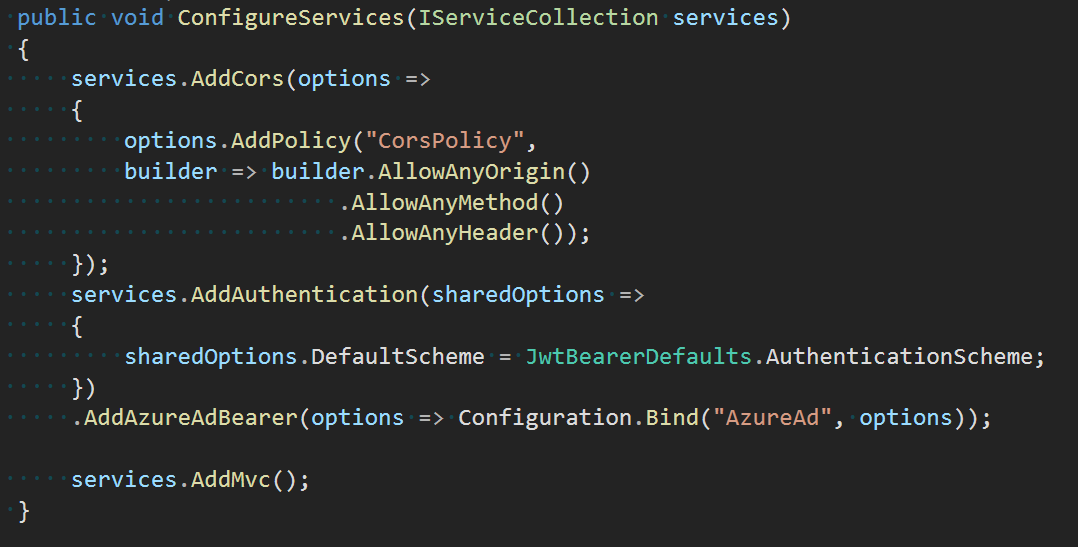 public void ConfigureServices(IServiceCollection services)
{
    services.AddCors(options =>
    {
        options.AddPolicy("CorsPolicy",
        builder => builder.AllowAnyOrigin()
                        .AllowAnyMethod()
                        .AllowAnyHeader());
    });
    services.AddAuthentication(sharedOptions =>
    {
        sharedOptions.DefaultScheme = JwtBearerDefaults.AuthenticationScheme;
    })
    .AddAzureAdBearer(options => Configuration.Bind("AzureAd", options));

    services.AddMvc();
}